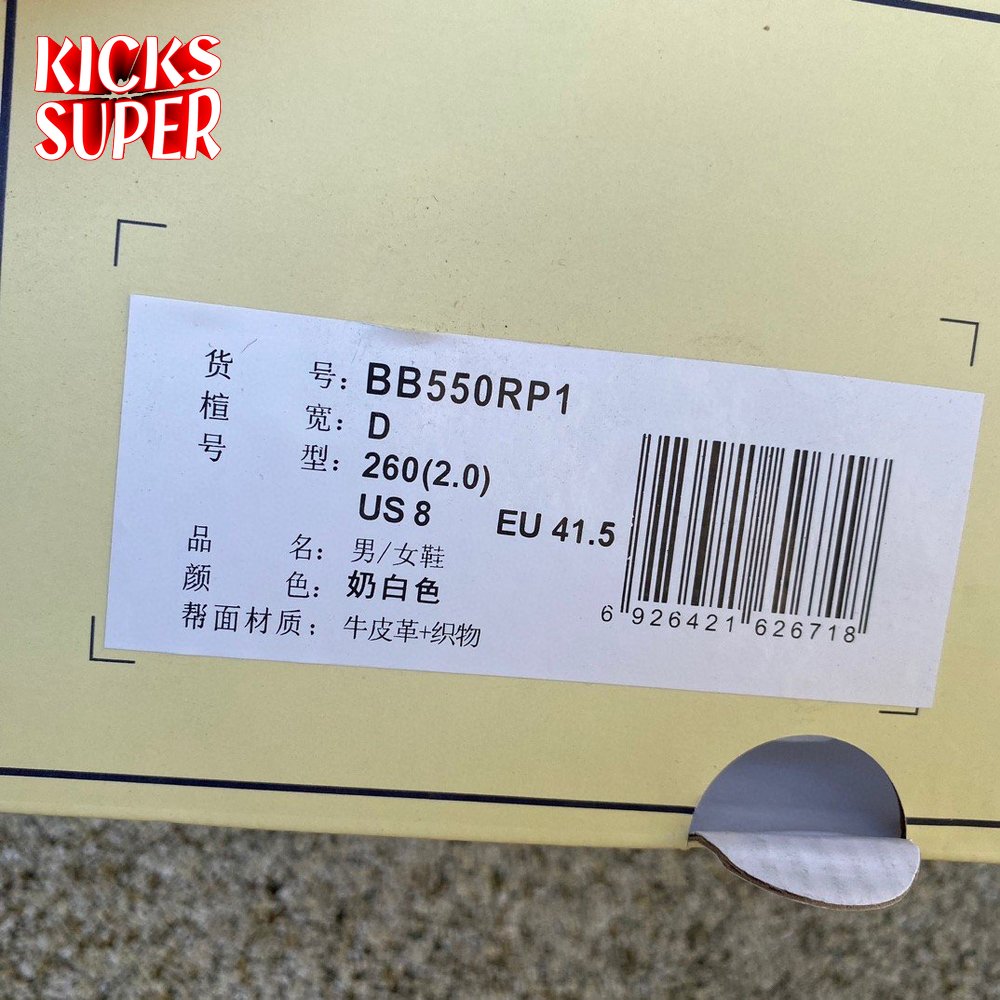 KICKS
SUPER
货 号: BB550RP1
楦 宽: D
号 型: 260(2.0)
US 8 EU 41.5
品 名: 男/女鞋
颜 色: 奶白色
帮面材质: 牛皮革+织物
6 926421 626718